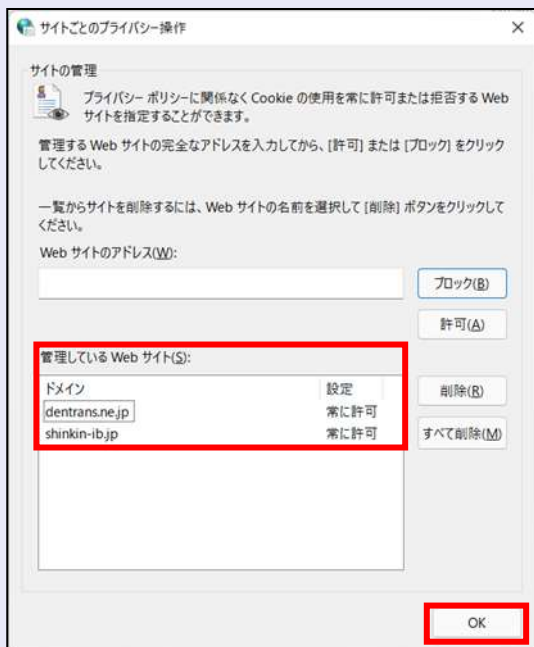 サイトごとのプライバシー操作
サイトの管理
プライバシー ポリシーに関係なく Cookie の使用を常に許可または拒否する Web
サイトを指定することができます。
管理する Web サイトの完全なアドレスを入力してから、[許可] または [ブロック] をクリック
してください。
一覧からサイトを削除するには、Web サイトの名前を選択して [削除] ボタンをクリックして
ください。
Web サイトのアドレス(W):
ブロック(B)
許可(A)
管理している Web サイト(S):
ドメイン 設定
dentrans.ne.jp 常に許可
shinkin-ib.jp 常に許可
削除(R)
すべて削除(M)
OK